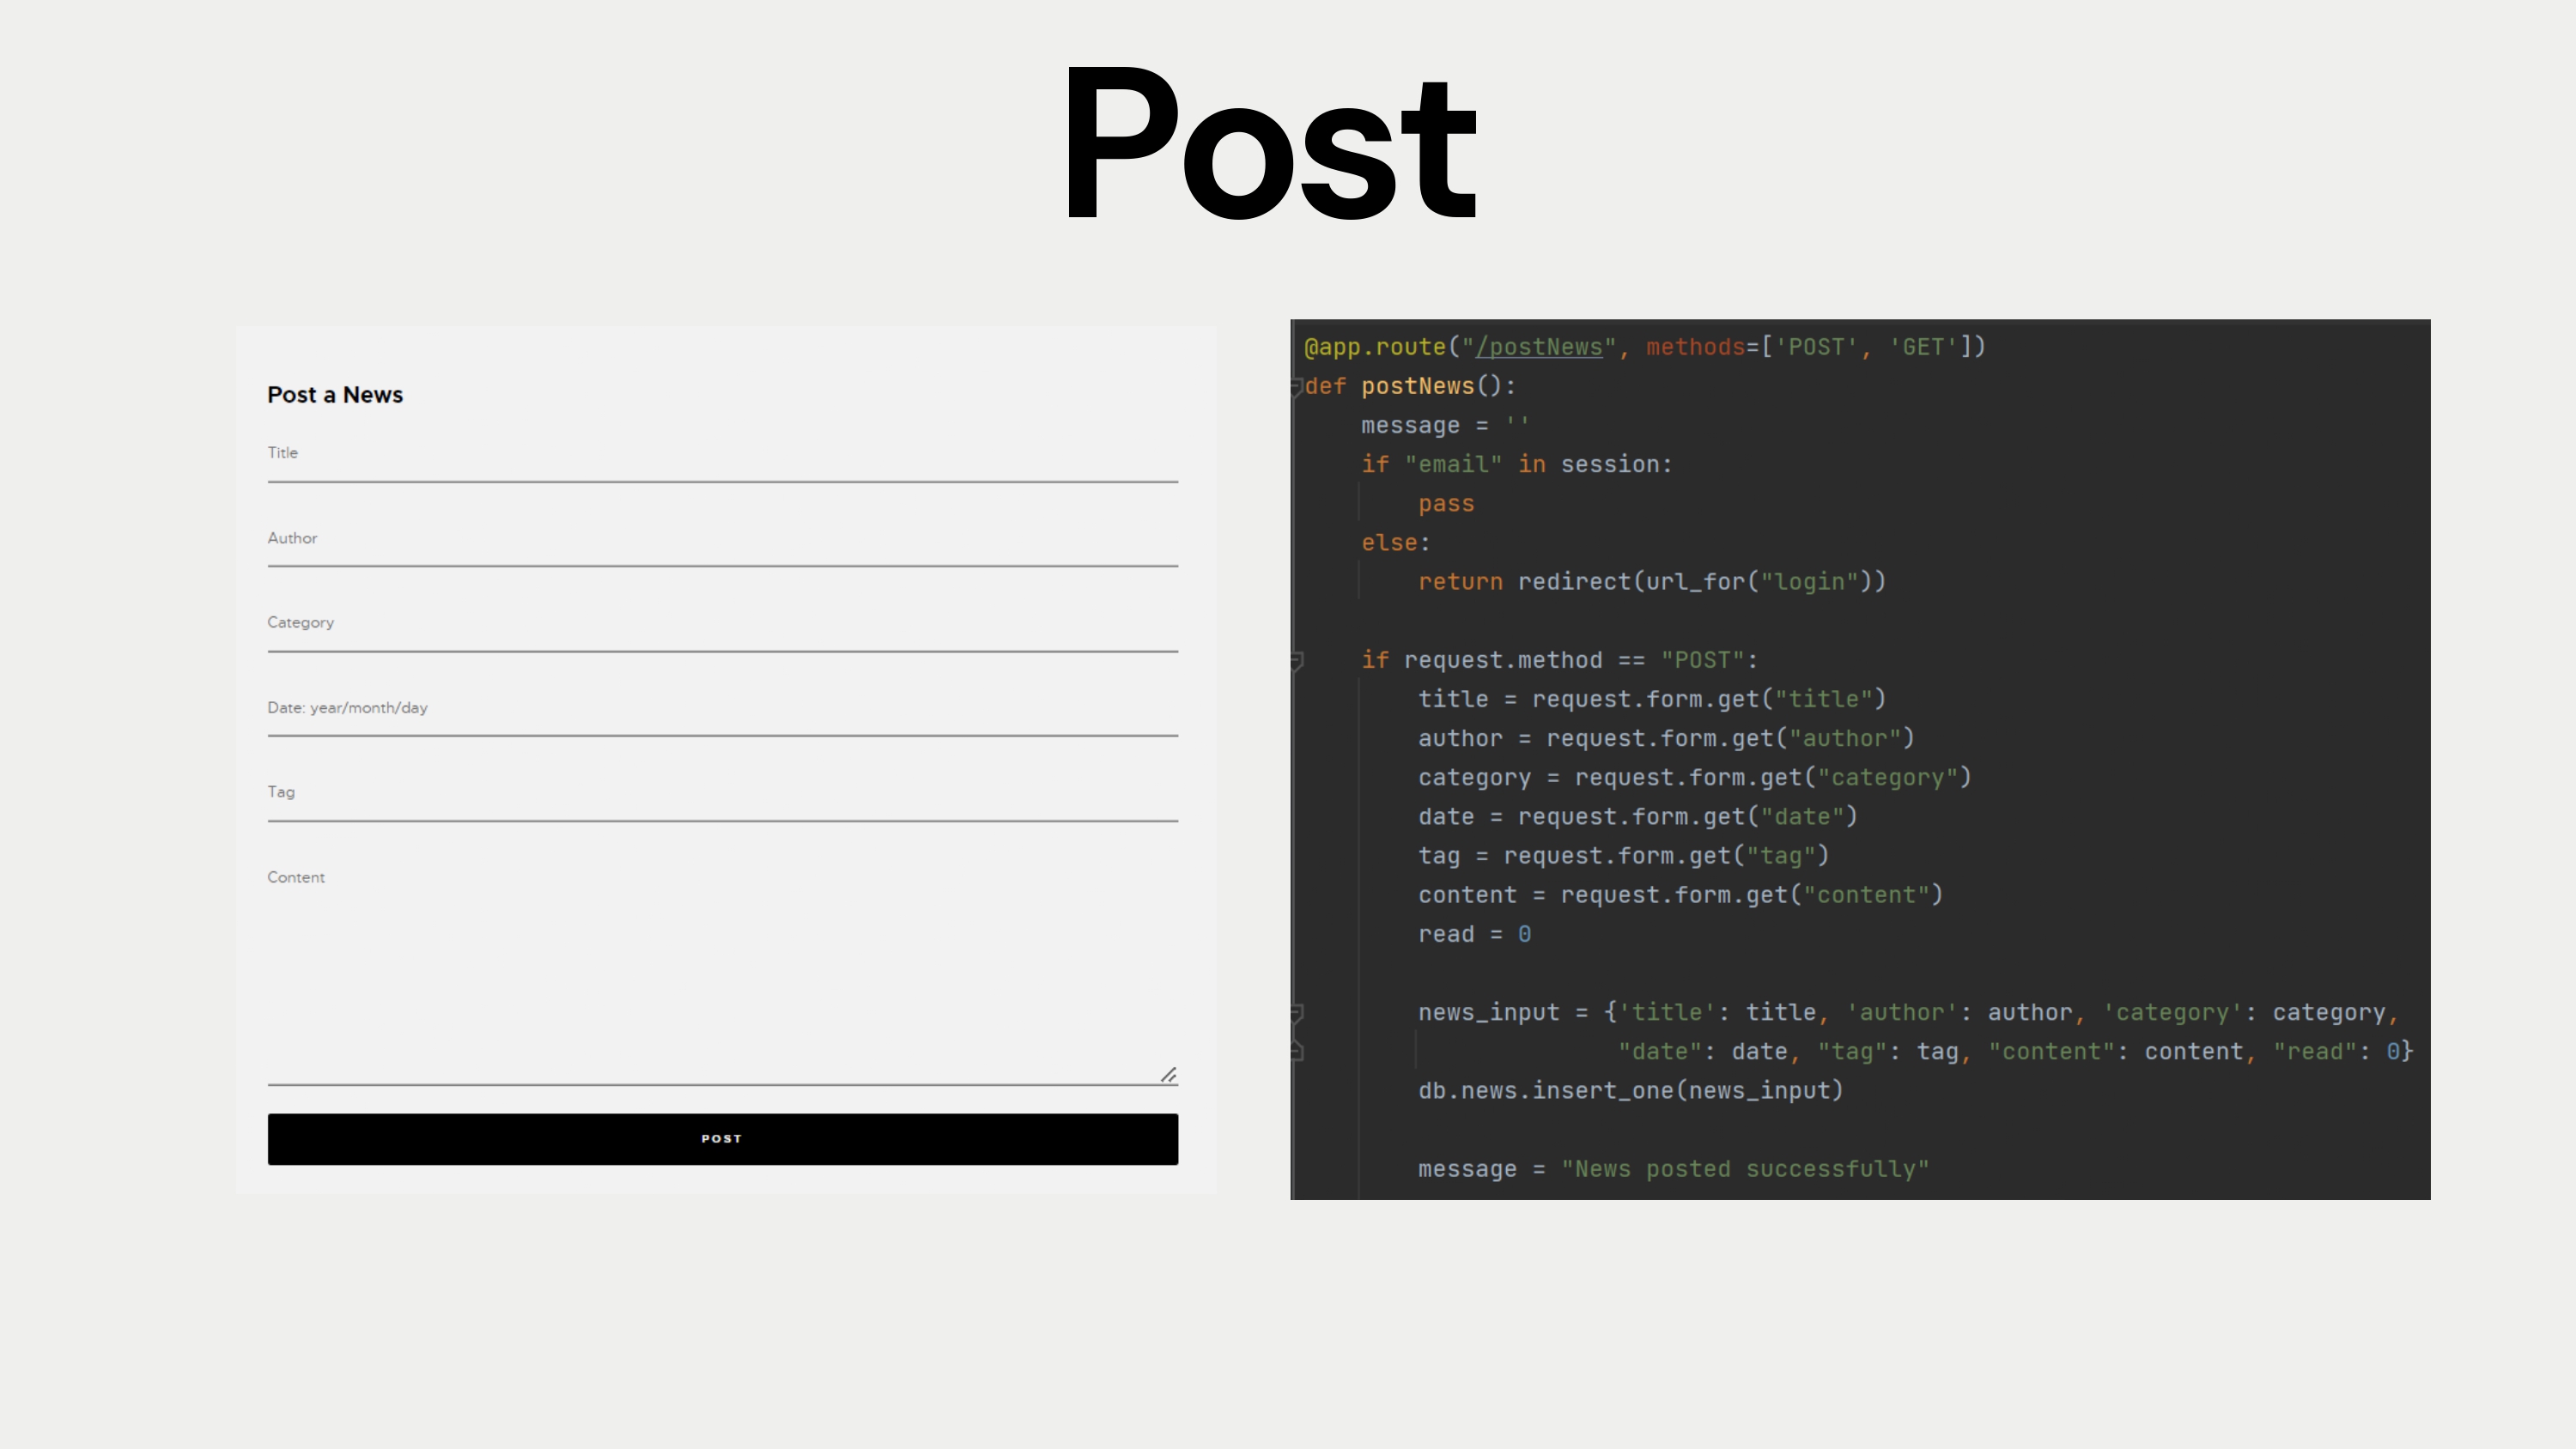 Post
Post a News
Title
Author
Category
Date: year/month/day
Tag
Content
POST
@app.route("/postNews", methods=['POST', 'GET'])
def postNews():
    message = ''
    if "email" in session:
        pass
    else:
        return redirect(url_for("login"))
    if request.method == "POST":
        title = request.form.get("title")
        author = request.form.get("author")
        category = request.form.get("category")
        date = request.form.get("date")
        tag = request.form.get("tag")
        content = request.form.get("content")
        read = 0
        news_input = {'title': title, 'author': author, 'category': category,
                      "date": date, "tag": tag, "content": content, "read": 0}
        db.news.insert_one(news_input)
        message = "News posted successfully"